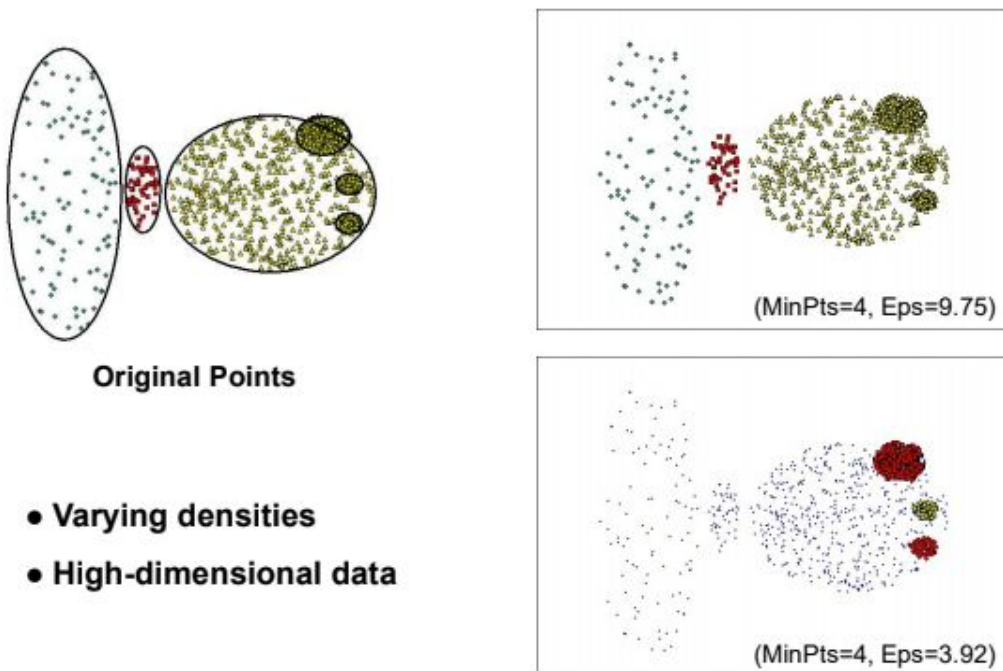 Original Points
● Varying densities
● High-dimensional data
(MinPts=4, Eps=9.75)
(MinPts=4, Eps=3.92)